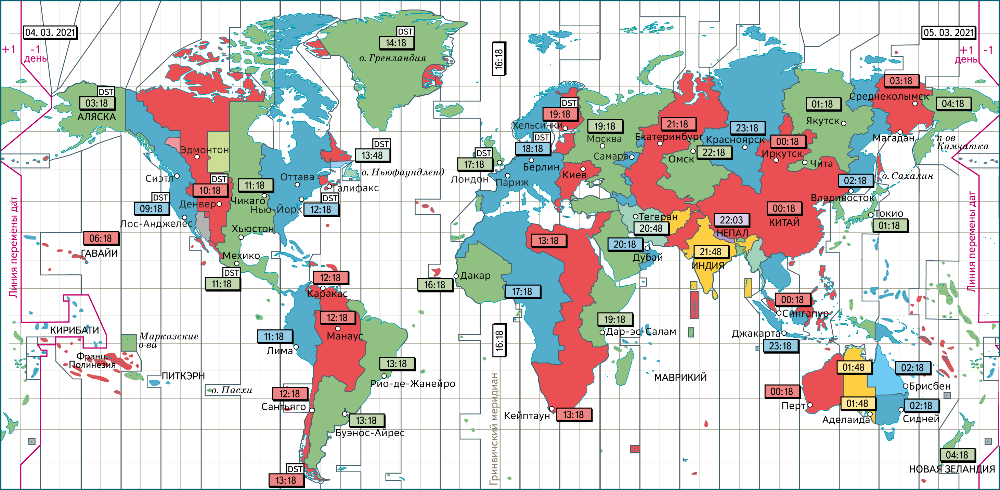 04. 03. 2021
05. 03. 2021
+1
-1
день
+1
-1
день
16:18
DST
14:18
о. Гренландия
DST
03:18
АЛЯСКА
03:18
Среднеколымск
04:18
01:18
Якутск
DST
19:18
Хельсинки
19:18
Москва
21:18
Екатеринбург
23:18
Красноярск
00:18
Иркутск
Магадан
п-ов
Камчатка
DST
18:18
Берлин
DST
17:18
Лондон
Париж
Киев
Самара
Омск
22:18
Чита
02:18
о. Сахалин
Владивосток
Эдмонтон
DST
13:48
о. Ньюфаундленд
Сиэтл
DST
10:18
Денвер
11:18
Чикаго
Оттава
Галифакс
DST
12:18
Нью-Йорк
DST
09:18
Лос-Анджелес
Хьюстон
Мехико
DST
11:18
06:18
ГАВАЙИ
Линия перемены дат
Линия перемены дат
Тегеран
20:48
22:03
НЕПАЛ
00:18
КИТАЙ
Токио
01:18
13:18
20:18
Дубай
21:48
ИНДИЯ
Дакар
16:18
17:18
12:18
Каракас
12:18
Манаус
11:18
Лима
13:18
Рио-де-Жанейро
12:18
Сантьяго
13:18
Буэнос-Айрес
DST
13:18
КИРИБАТИ
Маркизские
о-ва
Франц.
Полинезия
ПИТКЭРН
о. Пасхи
16:18
Гринвичский меридиан
19:18
Дар-эс-Салам
МАВРИКИЙ
Кейптаун
13:18
00:18
Сингапур
Джакарта
23:18
01:48
02:18
Брисбен
00:18
Перт
01:48
Аделаида
02:18
Сидней
04:18
НОВАЯ ЗЕЛАНДИЯ